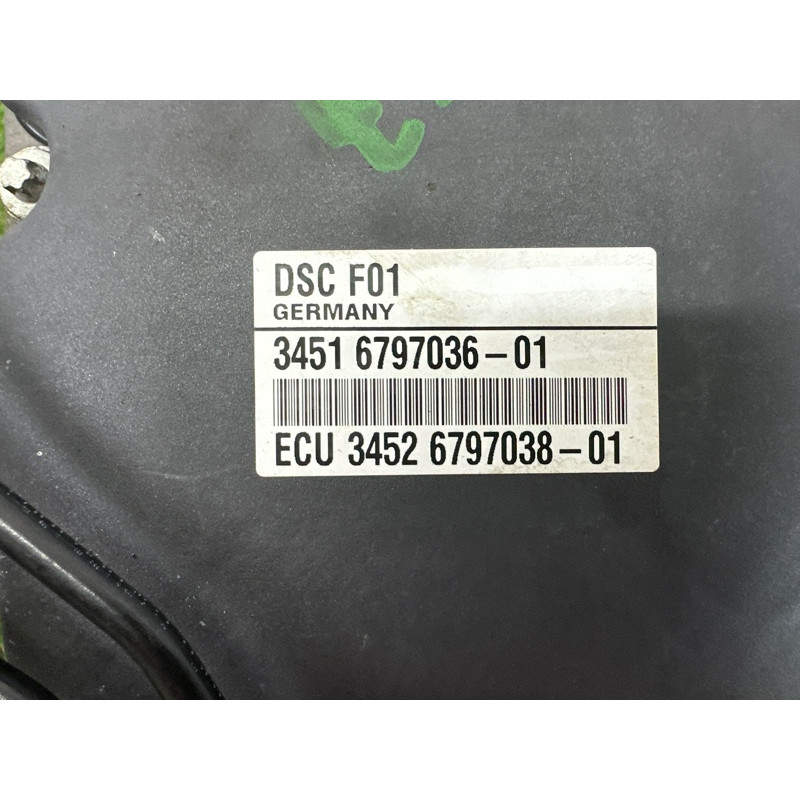 DSC F01
GERMANY
3451 6797036-01
ECU 3452 6797038-01